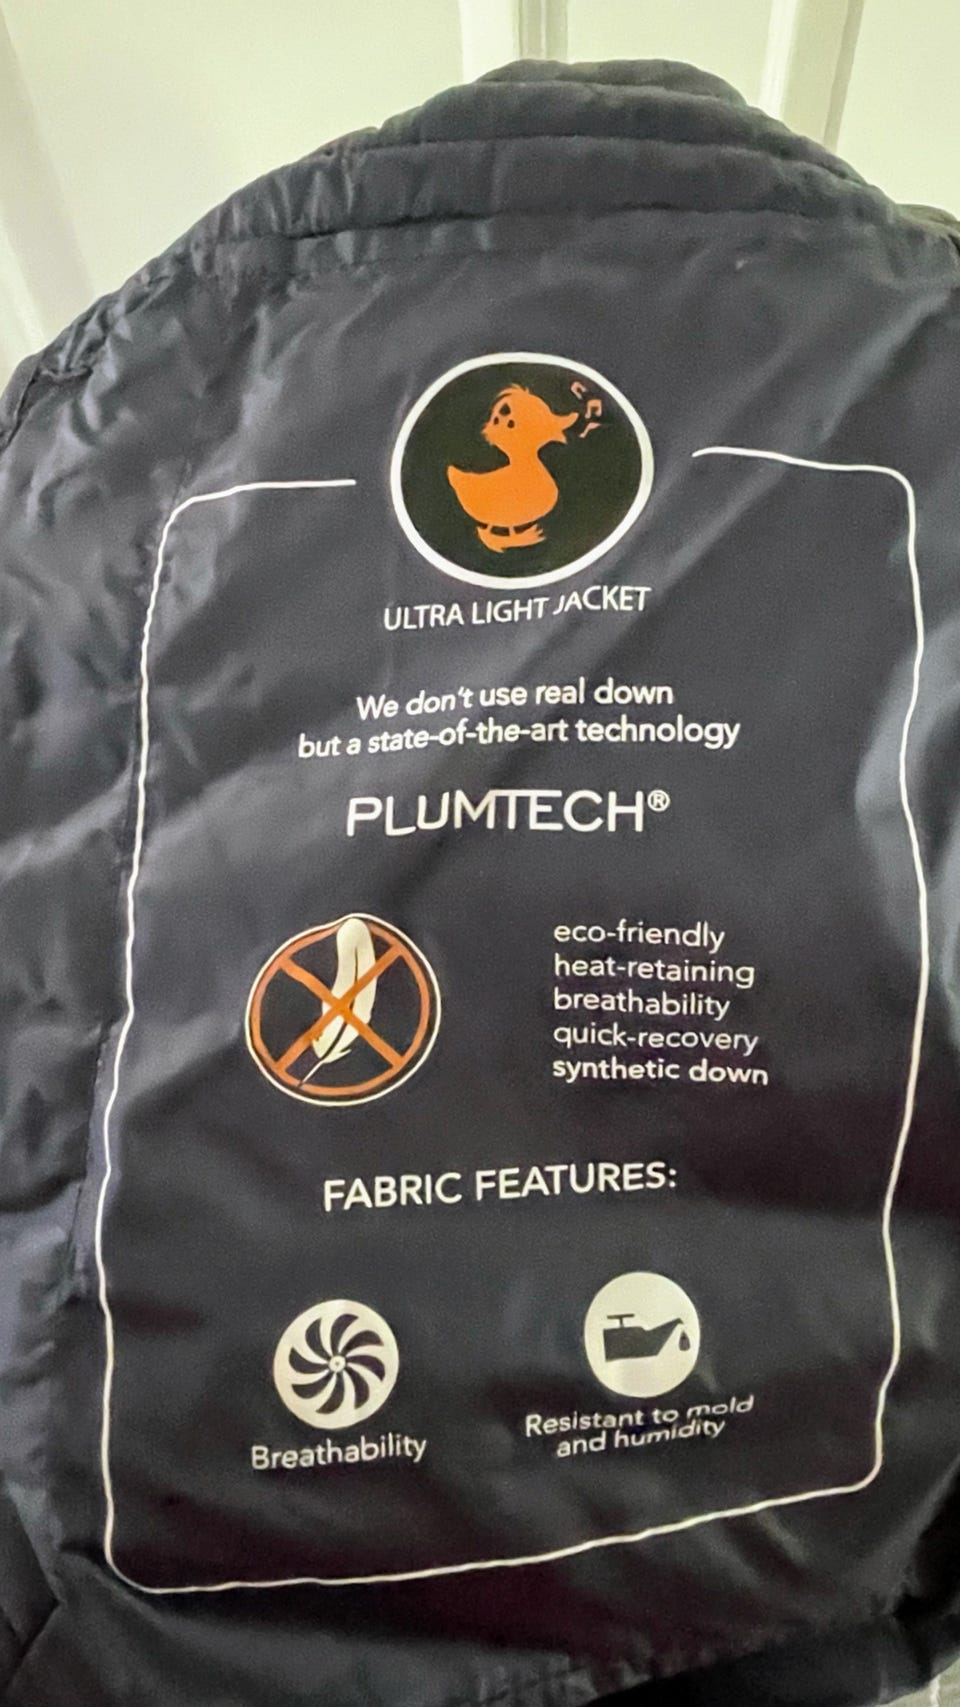 ULTRA LIGHT JACKET
We don't use real down
but a state-of-the-art technology
PLUMTECH®
eco-friendly
heat-retaining
breathability
quick-recovery
synthetic down
FABRIC FEATURES:
Breathability
Resistant to mold
and humidity